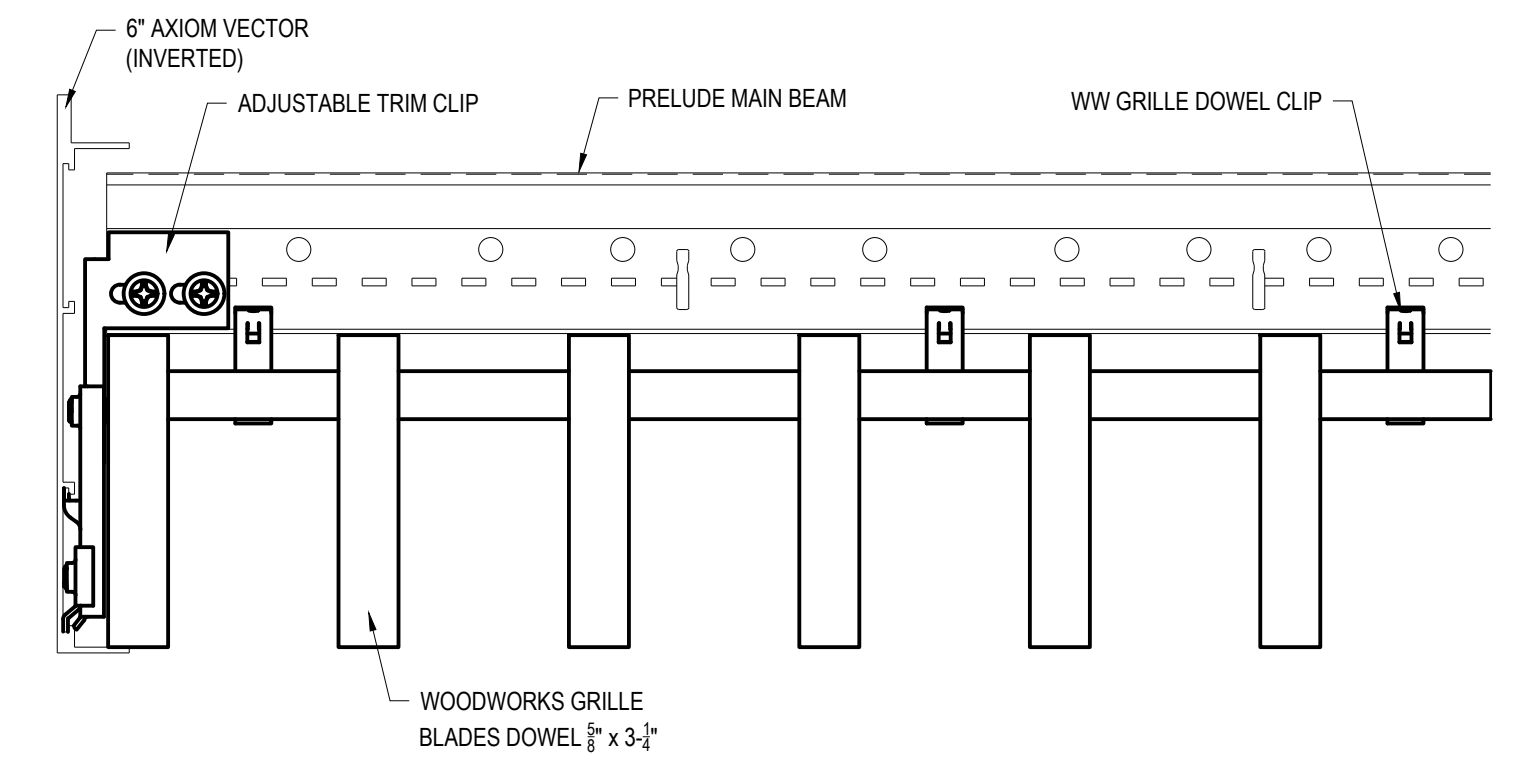 6" AXIOM VECTOR
(INVERTED)
ADJUSTABLE TRIM CLIP
PRELUDE MAIN BEAM
WW GRILLE DOWEL CLIP
WOODWORKS GRILLE
BLADES DOWEL 5/8" x 3-1/4"